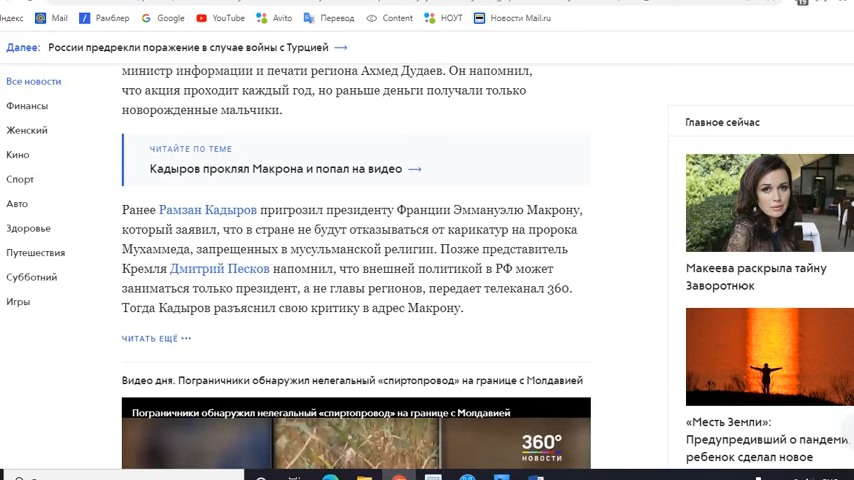 Mail
Рамблер
Google
YouTube
Avito
Перевод
Content
НОУТ
Новости Mail.ru
Далее: России предрекли поражение в случае войны с Турцией →
Все новости
Финансы
Женский
Кино
Спорт
Авто
Здоровье
Путешествия
Субботний
Игры
министр информации и печати региона Ахмед Дудаев. Он напомнил,
что акция проходит каждый год, но раньше деньги получали только
новорожденные мальчики.
ЧИТАЙТЕ ПО ТЕМЕ
Кадыров проклял Макрона и попал на видео →
Ранее Рамзан Кадыров пригрозил президенту Франции Эммануэлю Макрону,
который заявил, что в стране не будут отказываться от карикатур на пророка
Мухаммеда, запрещенных в мусульманской религии. Позже представитель
Кремля Дмитрий Песков напомнил, что внешней политикой в РФ может
заниматься только президент, а не главы регионов, передает телеканал 360.
Тогда Кадыров разъяснил свою критику в адрес Макрону.
ЧИТАТЬ ЕЩЁ •••
Видео дня. Пограничники обнаружил нелегальный «спиртопровод» на границе с Молдавией
Пограничники обнаружил нелегальный «спиртопровод» на границе с Молдавией
360°
НОВОСТИ
Главное сейчас
Макеева раскрыла тайну
Заворотнюк
«Месть Земли»:
Предупредивший о пандемии
ребенок сделал новое